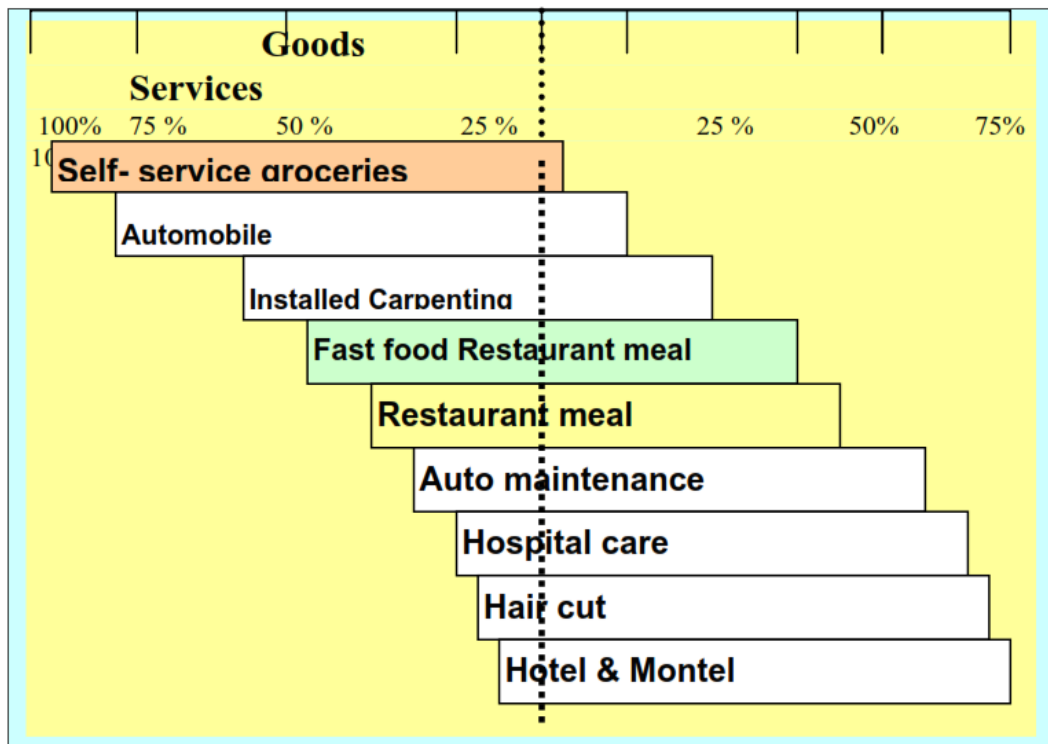 Goods
Services
100% 75 % 50 % 25 % 25 % 50% 75%
Self- service groceries
Automobile
Installed Carpenting
Fast food Restaurant meal
Restaurant meal
Auto maintenance
Hospital care
Hair cut
Hotel & Montel